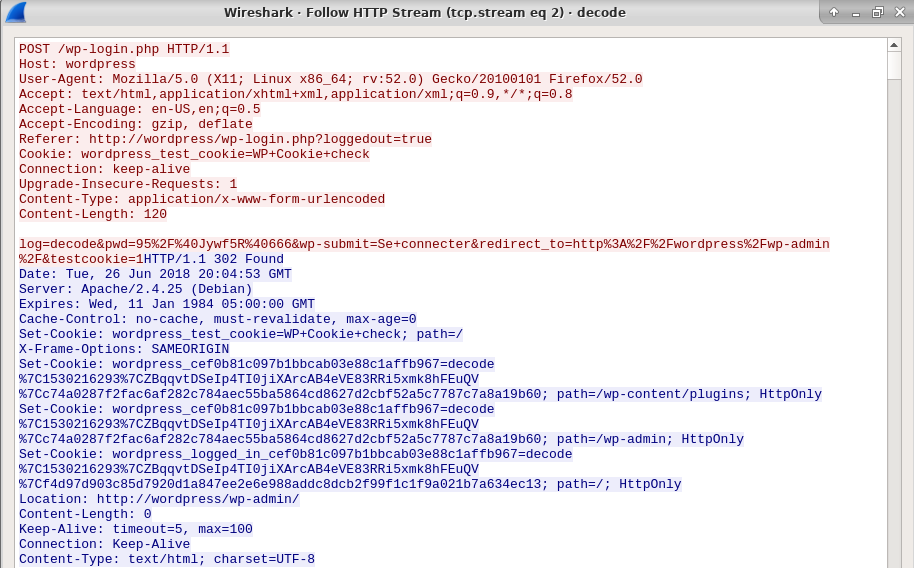 Wireshark · Follow HTTP Stream (tcp.stream eq 2) · decode
POST /wp-login.php HTTP/1.1
Host: wordpress
User-Agent: Mozilla/5.0 (X11; Linux x86_64; rv:52.0) Gecko/20100101 Firefox/52.0
Accept: text/html,application/xhtml+xml,application/xml;q=0.9,*/*;q=0.8
Accept-Language: en-US,en;q=0.5
Accept-Encoding: gzip, deflate
Referer: http://wordpress/wp-login.php?loggedout=true
Cookie: wordpress_test_cookie=WP+Cookie+check
Connection: keep-alive
Upgrade-Insecure-Requests: 1
Content-Type: application/x-www-form-urlencoded
Content-Length: 120
log=decode&pwd=95%2F%40Jywf5R%40666&wp-submit=Se+connecter&redirect_to=http%3A%2F%2Fwordpress%2Fwp-admin
%2F&testcookie=1HTTP/1.1 302 Found
Date: Tue, 26 Jun 2018 20:04:53 GMT
Server: Apache/2.4.25 (Debian)
Expires: Wed, 11 Jan 1984 05:00:00 GMT
Cache-Control: no-cache, must-revalidate, max-age=0
Set-Cookie: wordpress_test_cookie=WP+Cookie+check; path=/
X-Frame-Options: SAMEORIGIN
Set-Cookie: wordpress_cef0b81c097b1bbcab03e88c1affb967=decode
%7C1530216293%7CZBqqvtDSeIp4TI0jiXArcAB4eVE83RRi5xmk8hFEuQV
%7Cc74a0287f2fac6af282c784aec55ba5864cd8627d2cbf52a5c7787c7a8a19b60; path=/wp-content/plugins; HttpOnly
Set-Cookie: wordpress_cef0b81c097b1bbcab03e88c1affb967=decode
%7C1530216293%7CZBqqvtDSeIp4TI0jiXArcAB4eVE83RRi5xmk8hFEuQV
%7Cc74a0287f2fac6af282c784aec55ba5864cd8627d2cbf52a5c7787c7a8a19b60; path=/wp-admin; HttpOnly
Set-Cookie: wordpress_logged_in_cef0b81c097b1bbcab03e88c1affb967=decode
%7C1530216293%7CZBqqvtDSeIp4TI0jiXArcAB4eVE83RRi5xmk8hFEuQV
%7Cf4d97d903c85d7920d1a847ee2e6e988addc8dcb2f99f1c1f9a021b7a634ec13; path=/; HttpOnly
Location: http://wordpress/wp-admin/
Content-Length: 0
Keep-Alive: timeout=5, max=100
Connection: Keep-Alive
Content-Type: text/html; charset=UTF-8